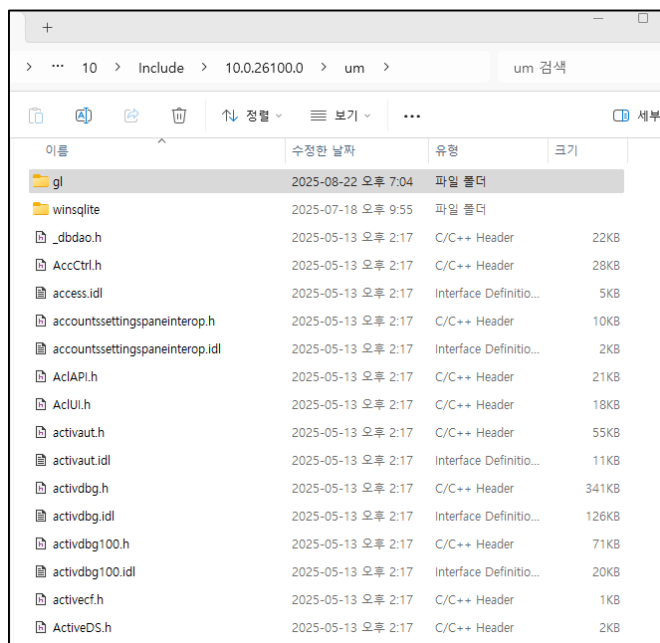 10 > Include > 10.0.26100.0 > um > um 검색
정렬 보기 세부
이름 수정한 날짜 유형 크기
gl 2025-08-22 오후 7:04 파일 폴더
winsqlite 2025-07-18 오후 9:55 파일 폴더
_dbdao.h 2025-05-13 오후 2:17 C/C++ Header 22KB
AccCtrl.h 2025-05-13 오후 2:17 C/C++ Header 28KB
access.idl 2025-05-13 오후 2:17 Interface Definitio... 5KB
accountssettingspaneinterop.h 2025-05-13 오후 2:17 C/C++ Header 10KB
accountssettingspaneinterop.idl 2025-05-13 오후 2:17 Interface Definitio... 2KB
AclAPI.h 2025-05-13 오후 2:17 C/C++ Header 21KB
AclUI.h 2025-05-13 오후 2:17 C/C++ Header 18KB
activaut.h 2025-05-13 오후 2:17 C/C++ Header 55KB
activaut.idl 2025-05-13 오후 2:17 Interface Definitio... 11KB
activdbg.h 2025-05-13 오후 2:17 C/C++ Header 341KB
activdbg.idl 2025-05-13 오후 2:17 Interface Definitio... 126KB
activdbg100.h 2025-05-13 오후 2:17 C/C++ Header 71KB
activdbg100.idl 2025-05-13 오후 2:17 Interface Definitio... 20KB
activecf.h 2025-05-13 오후 2:17 C/C++ Header 1KB
ActiveDS.h 2025-05-13 오후 2:17 C/C++ Header 2KB